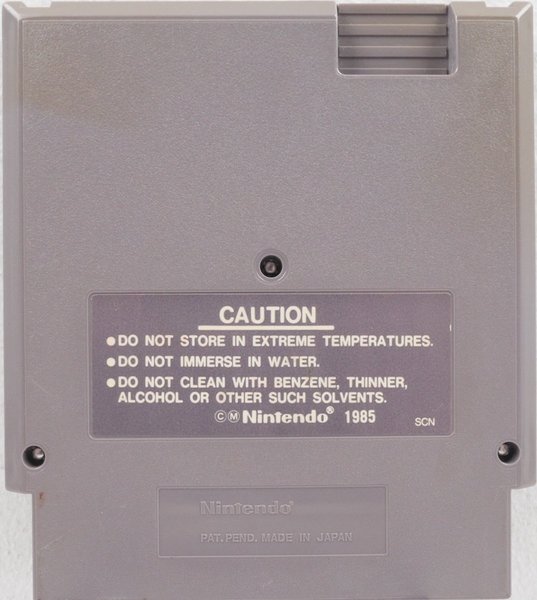 CAUTION
●DO NOT STORE IN EXTREME TEMPERATURES.
●DO NOT IMMERSE IN WATER.
●DO NOT CLEAN WITH BENZENE, THINNER,
ALCOHOL OR OTHER SUCH SOLVENTS.
©Ⓜ Nintendo® 1985
SCN
Nintendo®
PAT. PEND. MADE IN JAPAN